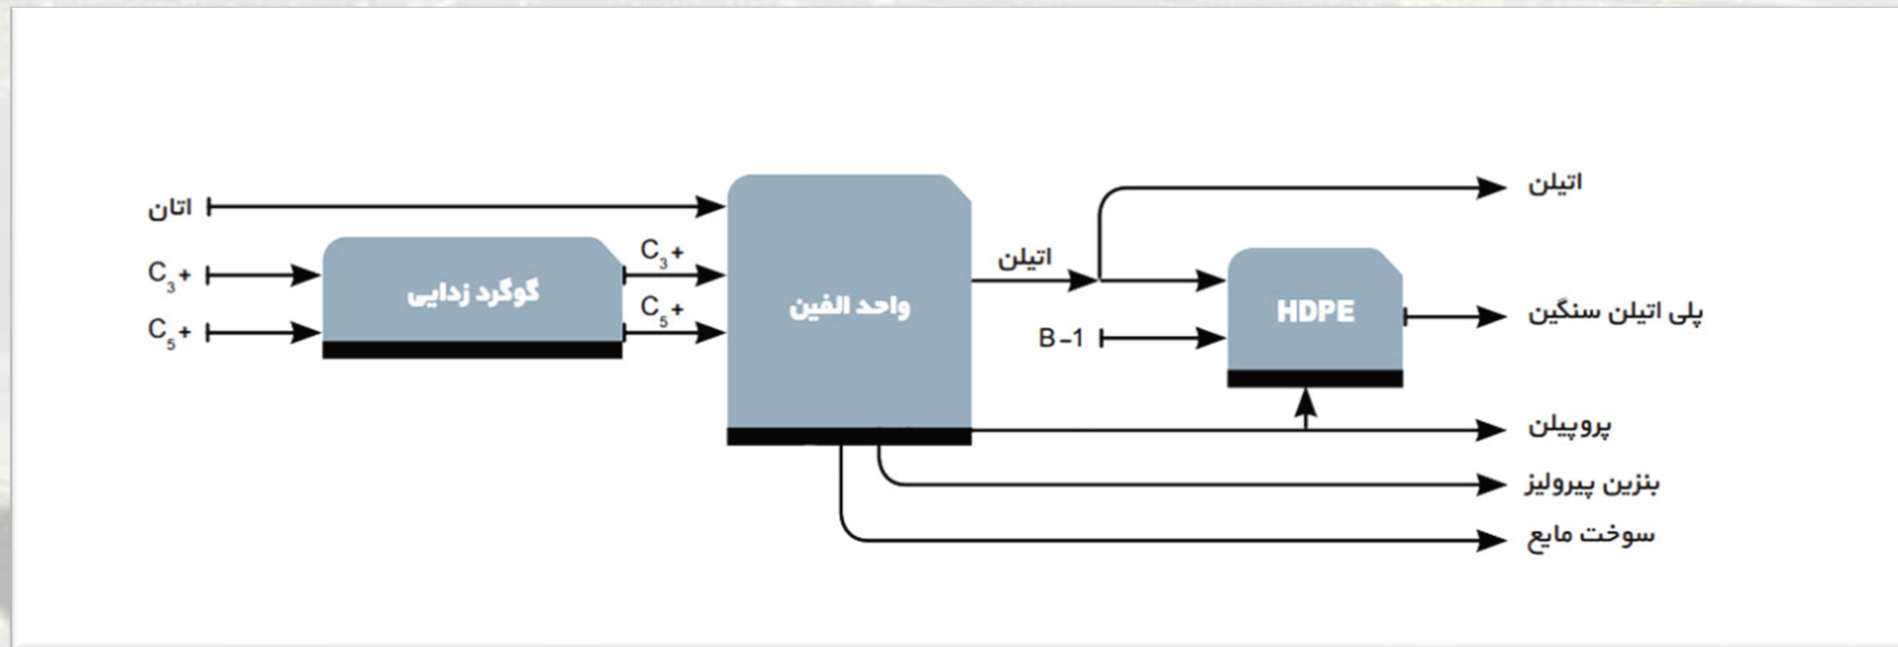 اتان
C3+
C5+
گوگرد زدایی
C3+
C5+
واحد الفین
اتیلن
B-1
HDPE
اتیلن
پلی اتیلن سنگین
پروپیلن
بنزین پیرولیز
سوخت مایع